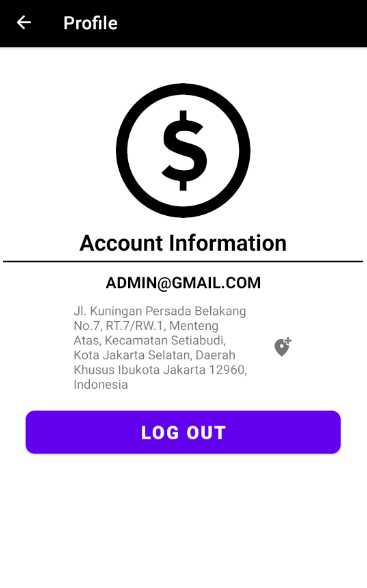 Profile
$
Account Information
ADMIN@GMAIL.COM
Jl. Kuningan Persada Belakang
No.7, RT.7/RW.1, Menteng
Atas, Kecamatan Setiabudi,
Kota Jakarta Selatan, Daerah
Khusus Ibukota Jakarta 12960,
Indonesia
LOG OUT